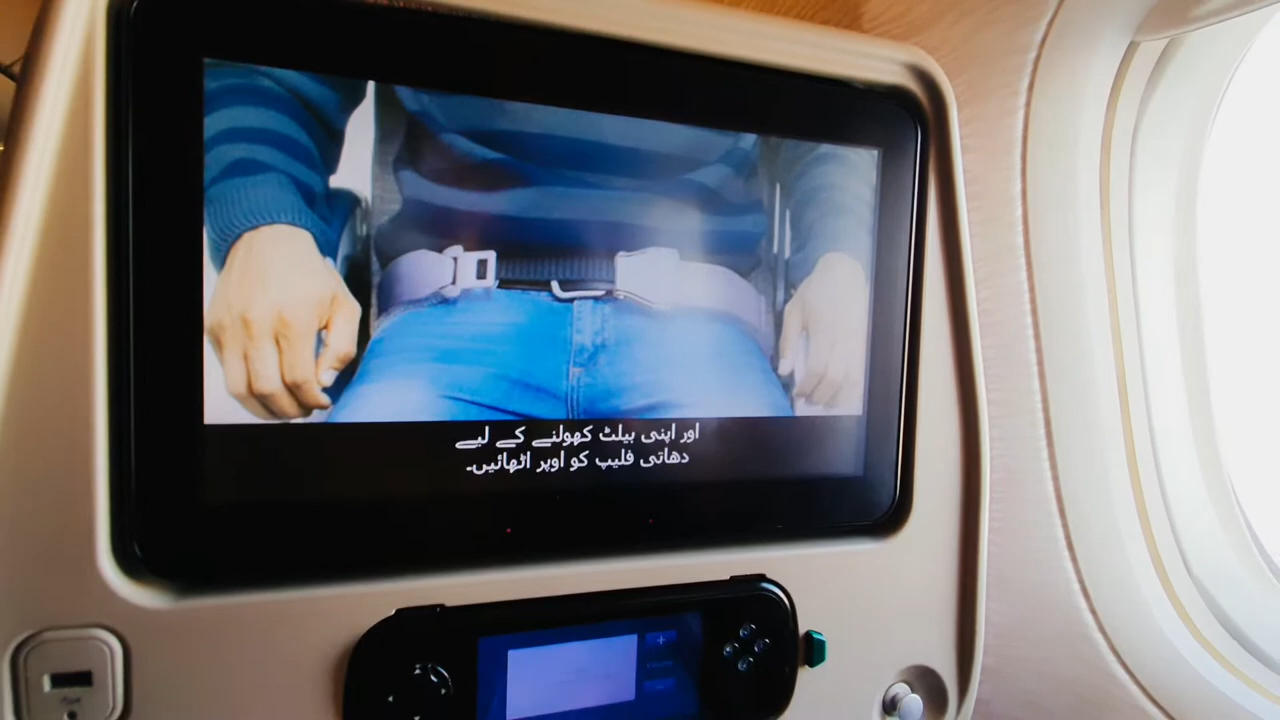 اور اپنی بیلٹ کھولنے کے لیے
دھاتی فلیپ کو اوپر اٹھائیں۔